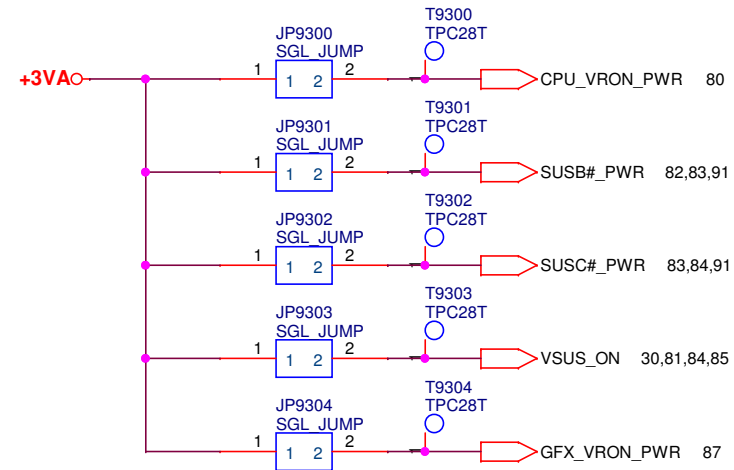 T9300
TPC28T
JP9300
SGL_JUMP
+3VA 1 1 2 2 CPU_VRON_PWR 80
T9301
TPC28T
JP9301
SGL_JUMP
1 1 2 2 SUSB#_PWR 82,83,91
T9302
TPC28T
JP9302
SGL_JUMP
1 1 2 2 SUSC#_PWR 83,84,91
T9303
TPC28T
JP9303
SGL_JUMP
1 1 2 2 VSUS_ON 30,81,84,85
T9304
TPC28T
JP9304
SGL_JUMP
1 1 2 2 GFX_VRON_PWR 87